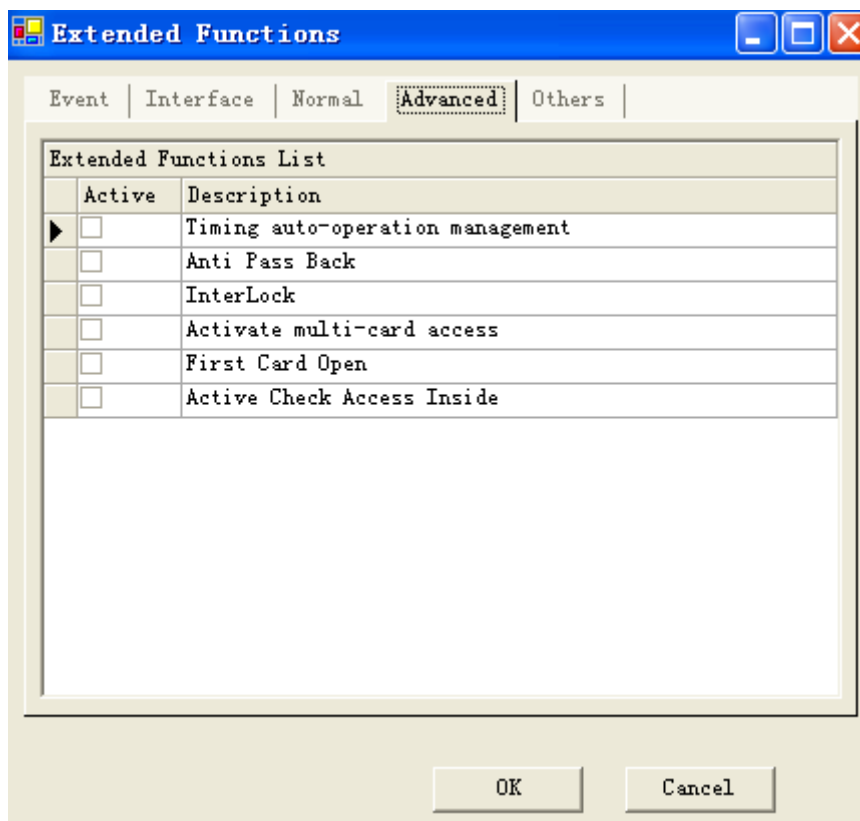 Extended Functions
Event Interface Normal Advanced Others
Extended Functions List
Active Description
Timing auto-operation management
Anti Pass Back
InterLock
Activate multi-card access
First Card Open
Active Check Access Inside
OK Cancel